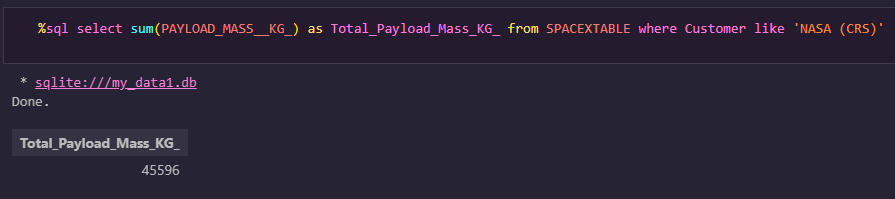 %sql select sum(PAYLOAD_MASS__KG_) as Total_Payload_Mass_KG_ from SPACEXTABLE where Customer like 'NASA (CRS)'
* sqlite:///my_data1.db
Done.
Total_Payload_Mass_KG_
45596